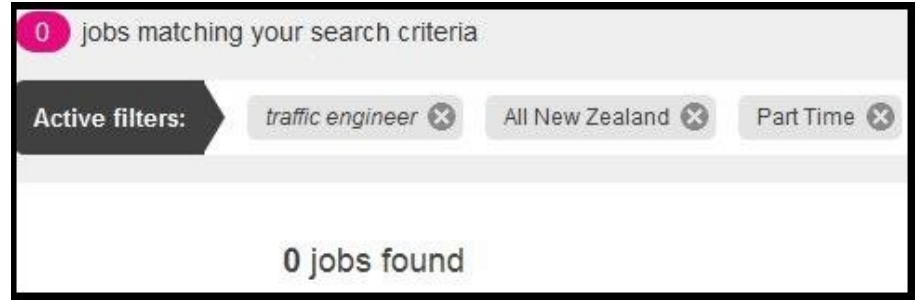 0 jobs matching your search criteria
Active filters: traffic engineer All New Zealand Part Time
0 jobs found